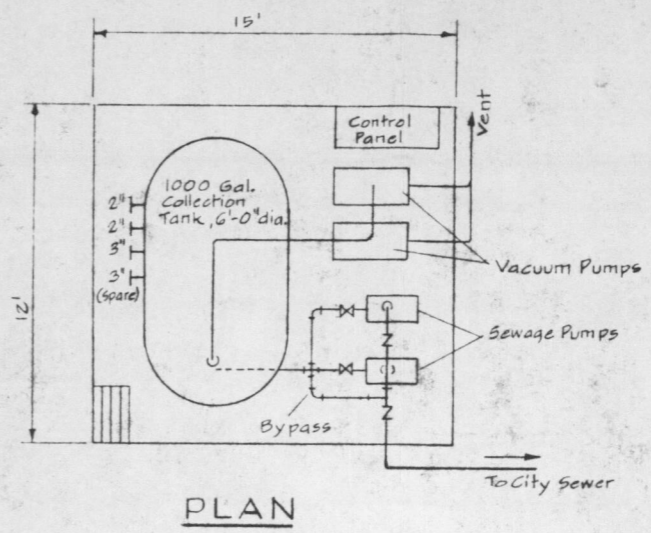 15'
Control
Panel
Vent
1000 Gal.
Collection
Tank, 6'-0" dia.
2"
2"
3"
3"
(spare)
12'
Vacuum Pumps
Sewage Pumps
Bypass
To City Sewer
PLAN